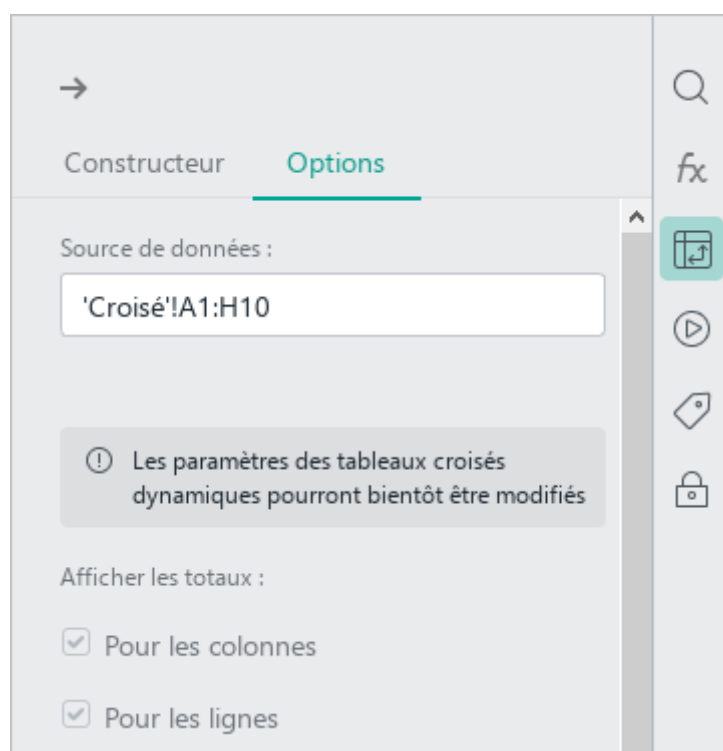 Constructeur Options
Source de données :
'Croisé'!A1:H10
Les paramètres des tableaux croisés
dynamiques pourront bientôt être modifiés
Afficher les totaux :
Pour les colonnes
Pour les lignes
fx